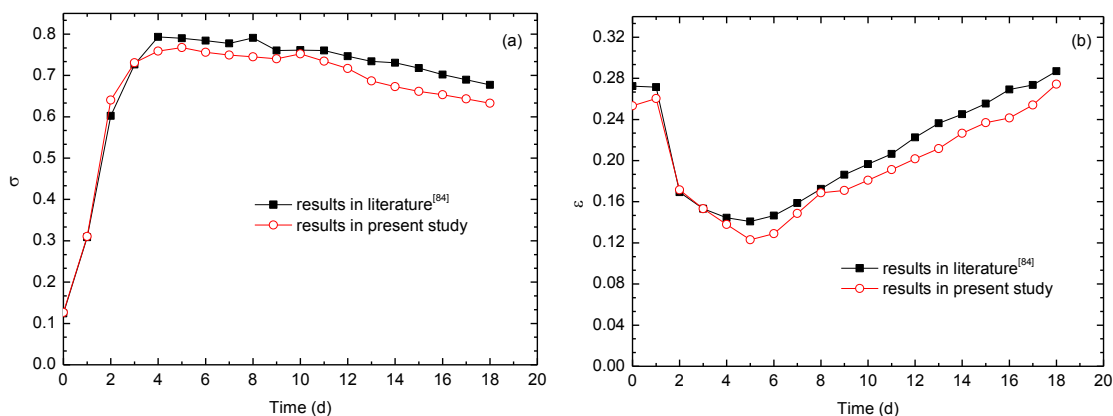 (a)
0.8
0.7
0.6
0.5
0.4
0.3
0.2
0.1
0.0
σ
results in literature[84]
results in present study
0 2 4 6 8 10 12 14 16 18 20
Time (d)
(b)
0.32
0.28
0.24
0.20
0.16
0.12
0.08
0.04
0.00
ε
results in literature[84]
results in present study
0 2 4 6 8 10 12 14 16 18 20
Time (d)